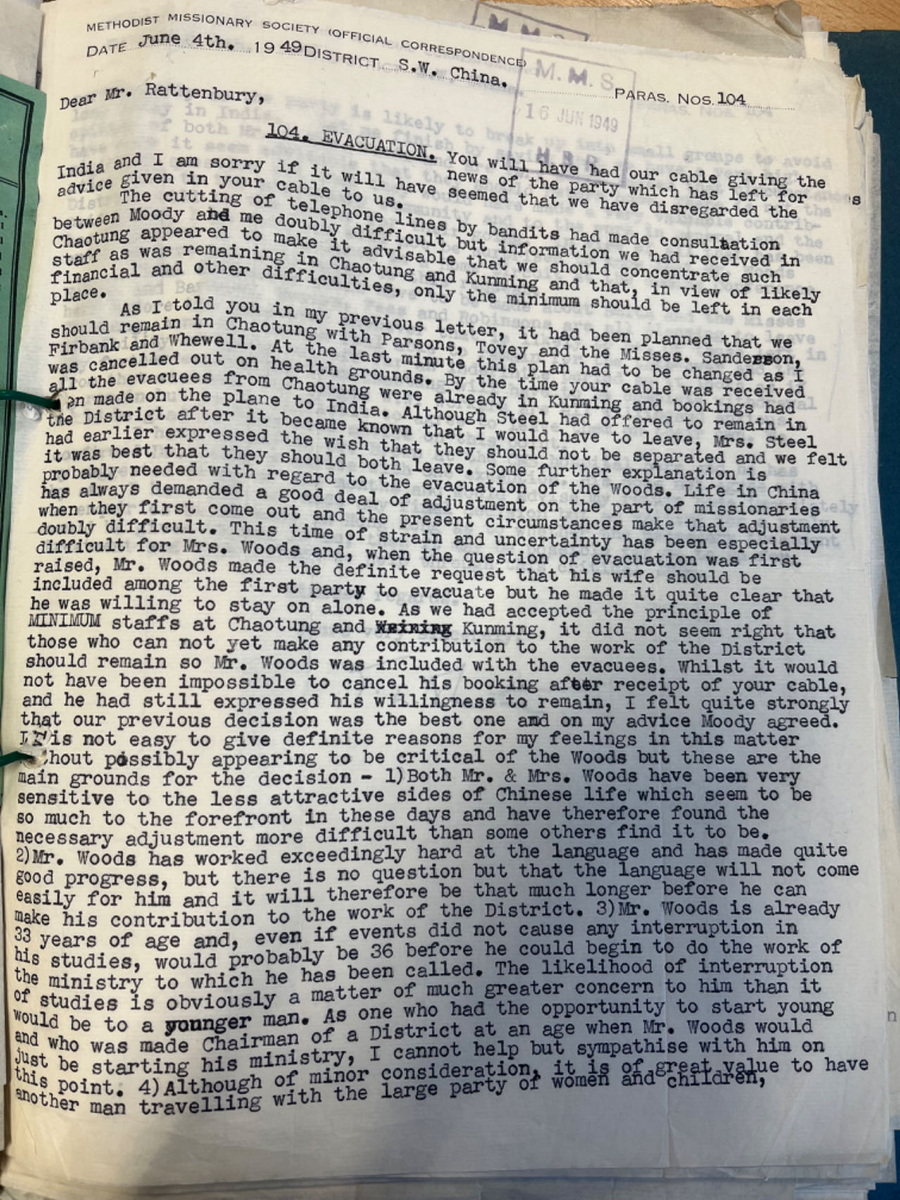 M.M.S.
METHODIST MISSIONARY SOCIETY (OFFICIAL CORRESPONDENCE)
DATE June 4th. 1949 DISTRICT S.W. China. PARAS. NOS. 104
M. M. S.
16 JUN 1949
Dear Mr. Rattenbury,
104. EVACUATION. You will have had our cable giving the
news of the party which has left for
India and I am sorry if it will have seemed that we have disregarded the
advice given in your cable to us.
The cutting of telephone lines by bandits had made consultation
between Moody and me doubly difficult but information we had received in
Chaotung appeared to make it advisable that we should concentrate such
staff as was remaining in Chaotung and Kunming and that, in view of likely
financial and other difficulties, only the minimum should be left in each
place.
As I told you in my previous letter, it had been planned that we
should remain in Chaotung with Parsons, Tovey and the Misses. Sanderson,
Firbank and Whewell. At the last minute this plan had to be changed as I
was cancelled out on health grounds. By the time your cable was received
all the evacuees from Chaotung were already in Kunming and bookings had
en made on the plane to India. Although Steel had offered to remain in
the District after it became known that I would have to leave, Mrs. Steel
had earlier expressed the wish that they should not be separated and we felt
it was best that they should both leave. Some further explanation is
probably needed with regard to the evacuation of the Woods. Life in China
has always demanded a good deal of adjustment on the part of missionaries
when they first come out and the present circumstances make that adjustment
doubly difficult. This time of strain and uncertainty has been especially
difficult for Mrs. Woods and, when the question of evacuation was first
raised, Mr. Woods made the definite request that his wife should be
included among the first party to evacuate but he made it quite clear that
he was willing to stay on alone. As we had accepted the principle of
MINIMUM staffs at Chaotung and Kunming, it did not seem right that
those who can not yet make any contribution to the work of the District
should remain so Mr. Woods was included with the evacuees. Whilst it would
not have been impossible to cancel his booking after receipt of your cable,
and he had still expressed his willingness to remain, I felt quite strongly
that our previous decision was the best one and on my advice Moody agreed.
It is not easy to give definite reasons for my feelings in this matter
hout possibly appearing to be critical of the Woods but these are the
main grounds for the decision - 1)Both Mr. & Mrs. Woods have been very
sensitive to the less attractive sides of Chinese life which seem to be
so much to the forefront in these days and have therefore found the
necessary adjustment more difficult than some others find it to be.
2)Mr. Woods has worked exceedingly hard at the language and has made quite
good progress, but there is no question but that the language will not come
easily for him and it will therefore be that much longer before he can
make his contribution to the work of the District. 3)Mr. Woods is already
33 years of age and, even if events did not cause any interruption in
his studies, would probably be 36 before he could begin to do the work of
the ministry to which he has been called. The likelihood of interruption
of studies is obviously a matter of much greater concern to him than it
would be to a younger man. As one who had the opportunity to start young
and who was made Chairman of a District at an age when Mr. Woods would
just be starting his ministry, I cannot help but sympathise with him on
this point. 4)Although of minor consideration, it is of great value to have
another man travelling with the large party of women and children,